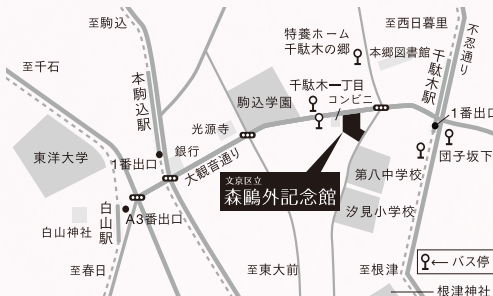 至駒込
至千石
本駒込駅
特養ホーム
千駄木の郷
至西日暮里
不忍通り
本郷図書館
千駄木駅
千駄木一丁目
コンビニ
駒込学園
光源寺
1番出口
団子坂下
東洋大学
1番出口
銀行
大観音通り
文京区立
森鷗外記念館
第八中学校
汐見小学校
白山駅
A3番出口
白山神社
至春日
至東大前
至根津
←バス停
根津神社